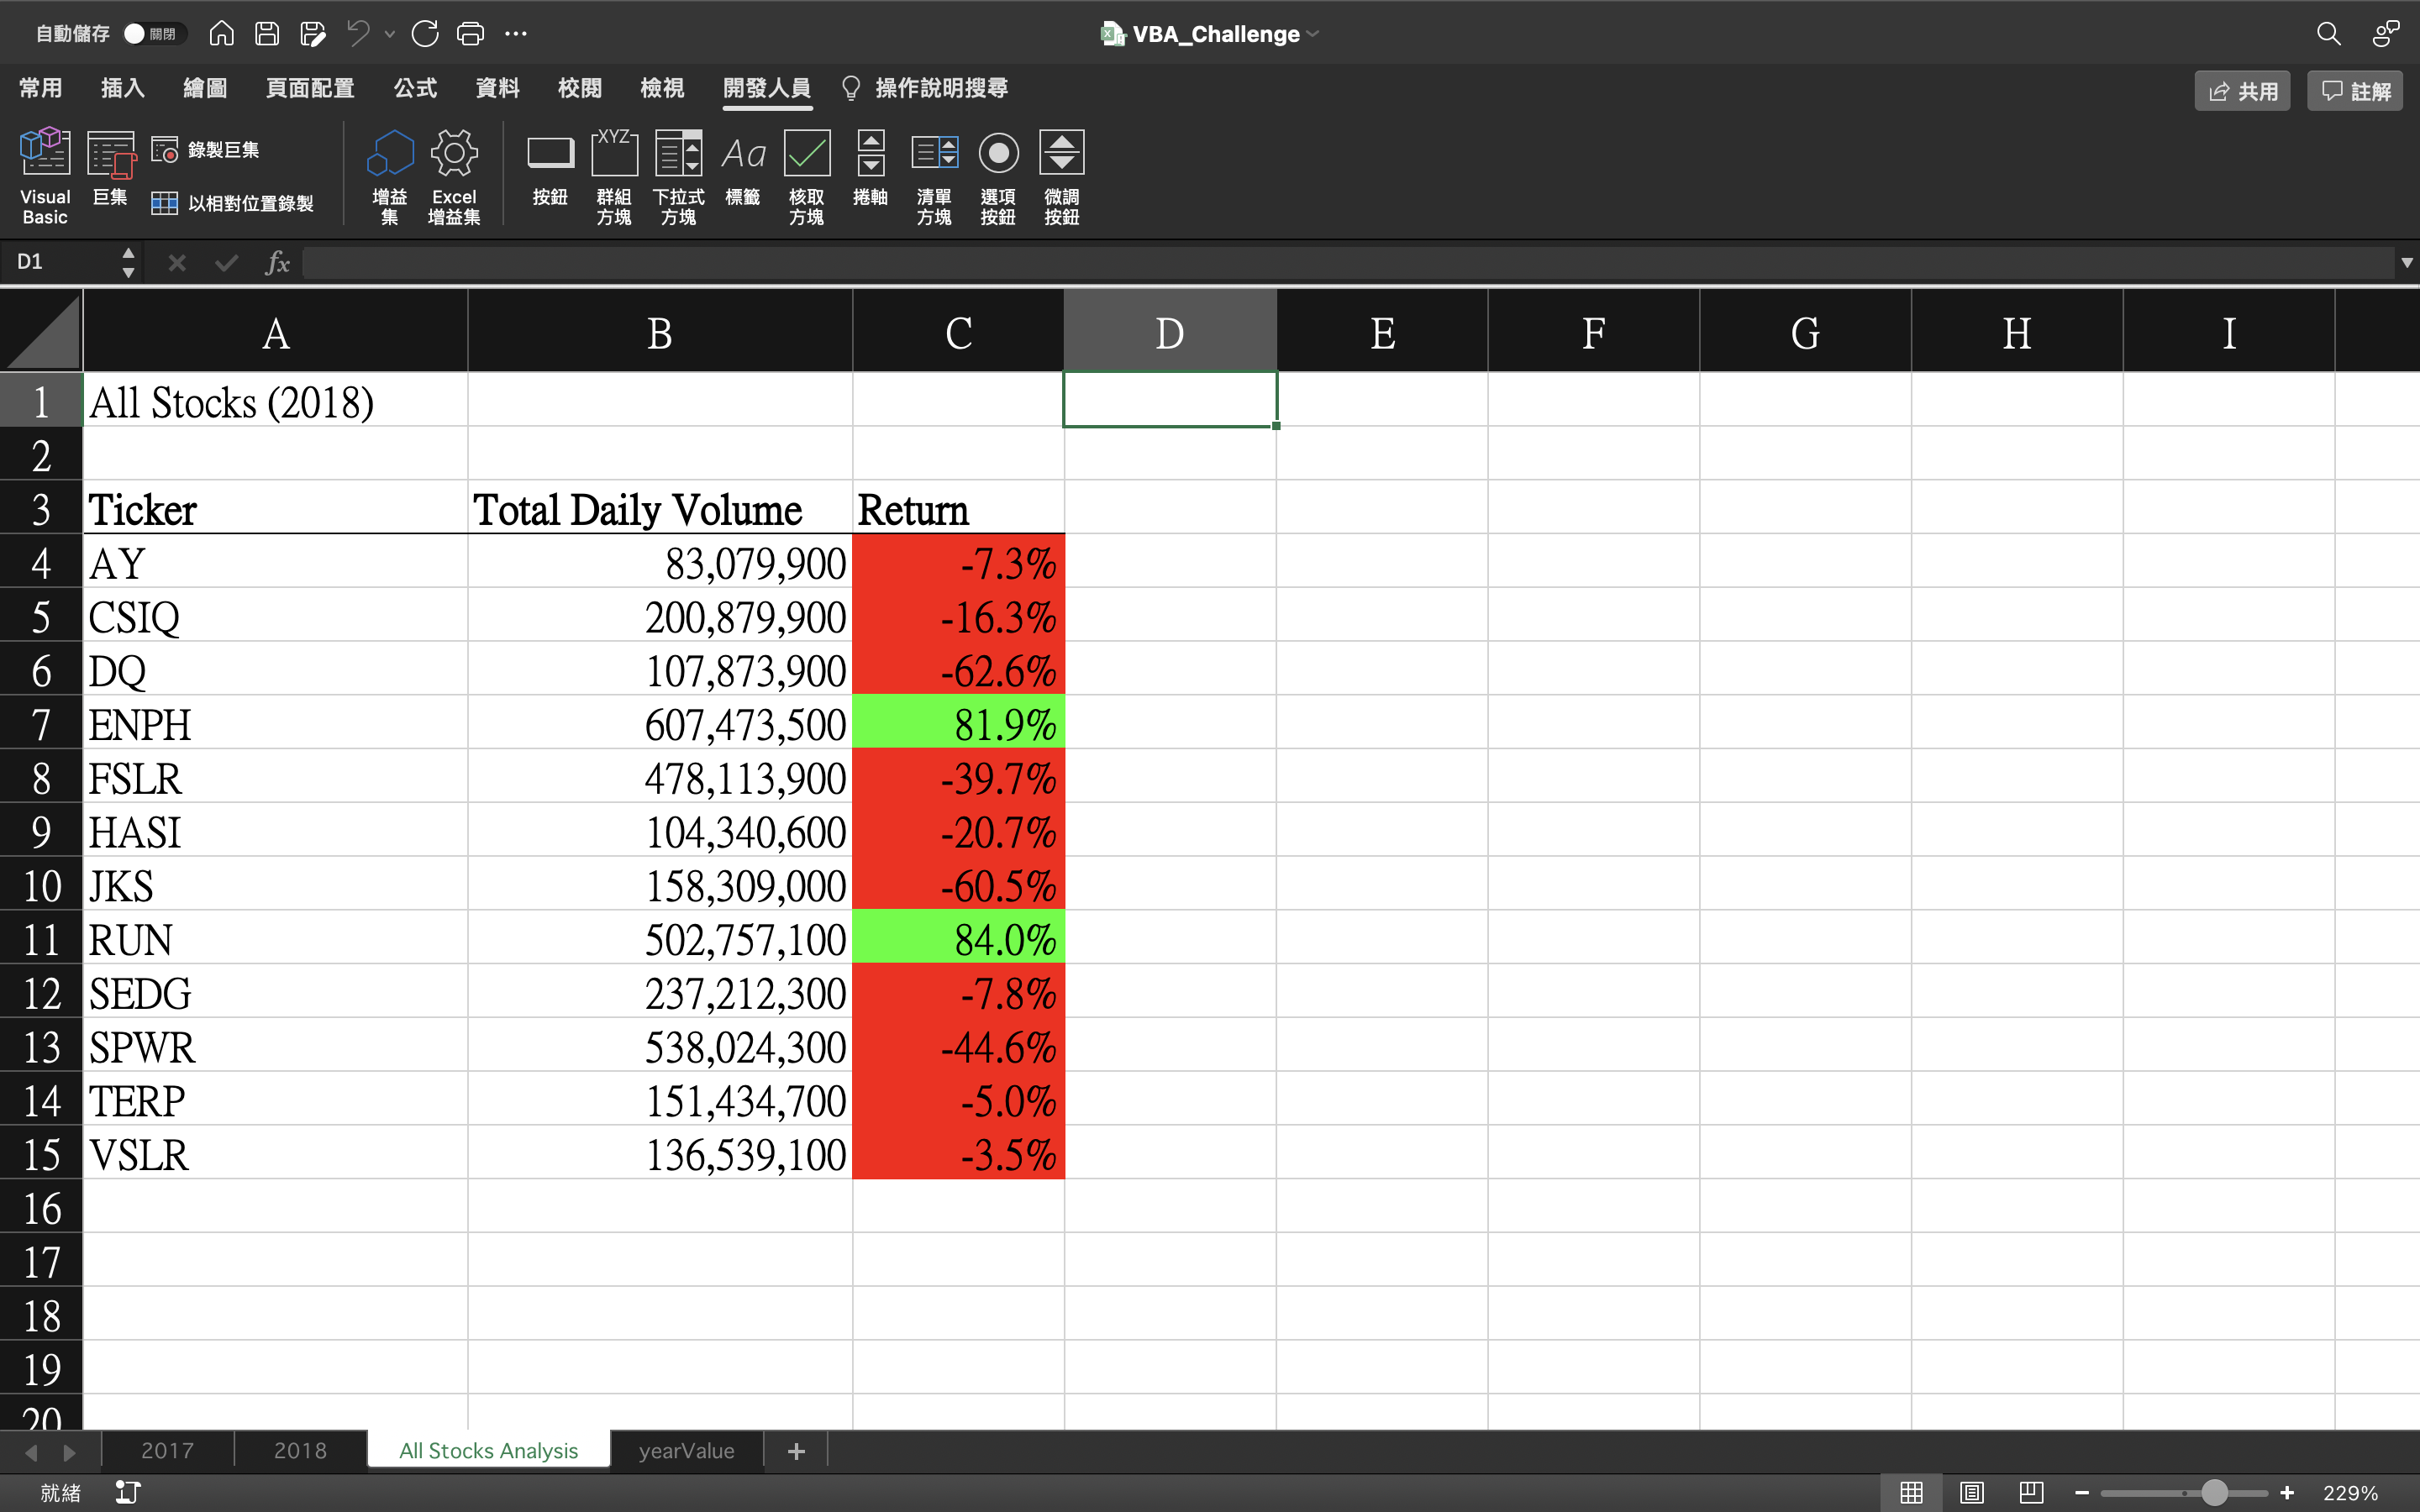 自動儲存 關閉 VBA_Challenge
常用 插入 繪圖 頁面配置 公式 資料 校閱 檢視 開發人員 操作說明搜尋 共用 註解
Visual Basic 巨集 錄製巨集 以相對位置錄製 增益集 Excel 增益集 按鈕 XYZ 群組方塊 下拉式方塊 Aa 標籤 核取方塊 捲軸 清單方塊 選項按鈕 微調按鈕
D1 fx
A B C D E F G H I
1 All Stocks (2018)
2
3 Ticker Total Daily Volume Return
4 AY 83,079,900 -7.3%
5 CSIQ 200,879,900 -16.3%
6 DQ 107,873,900 -62.6%
7 ENPH 607,473,500 81.9%
8 FSLR 478,113,900 -39.7%
9 HASI 104,340,600 -20.7%
10 JKS 158,309,000 -60.5%
11 RUN 502,757,100 84.0%
12 SEDG 237,212,300 -7.8%
13 SPWR 538,024,300 -44.6%
14 TERP 151,434,700 -5.0%
15 VSLR 136,539,100 -3.5%
16
17
18
19
20
2017 2018 All Stocks Analysis yearValue +
就緒 229%